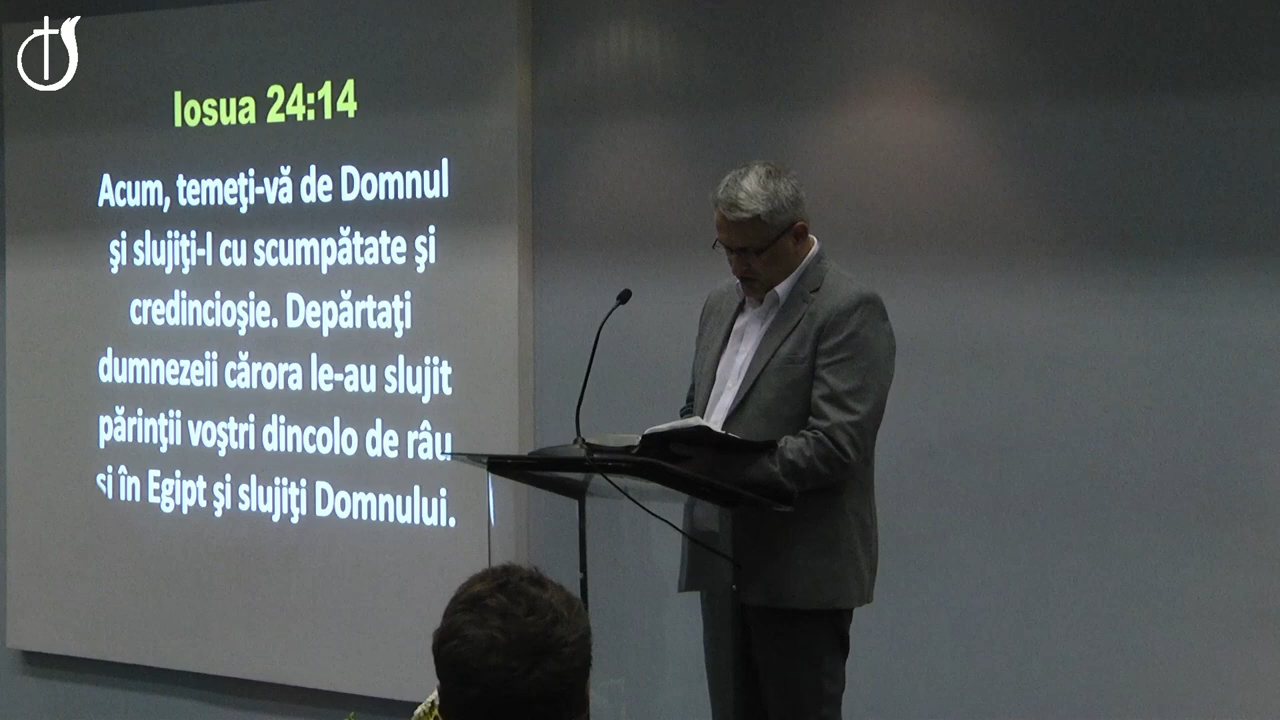 Iosua 24:14
Acum, temeţi-vă de Domnul
şi slujiţi-I cu scumpătate şi
credincioşie. Depărtaţi
dumnezeii cărora le-au slujit
părinţii voştri dincolo de râu
şi în Egipt şi slujiţi Domnului.